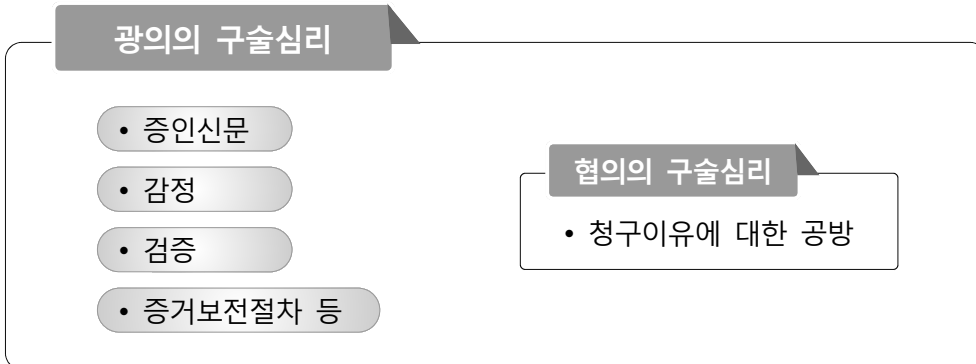 광의의 구술심리
• 증인신문
• 감정
• 검증
• 증거보전절차 등
협의의 구술심리
• 청구이유에 대한 공방